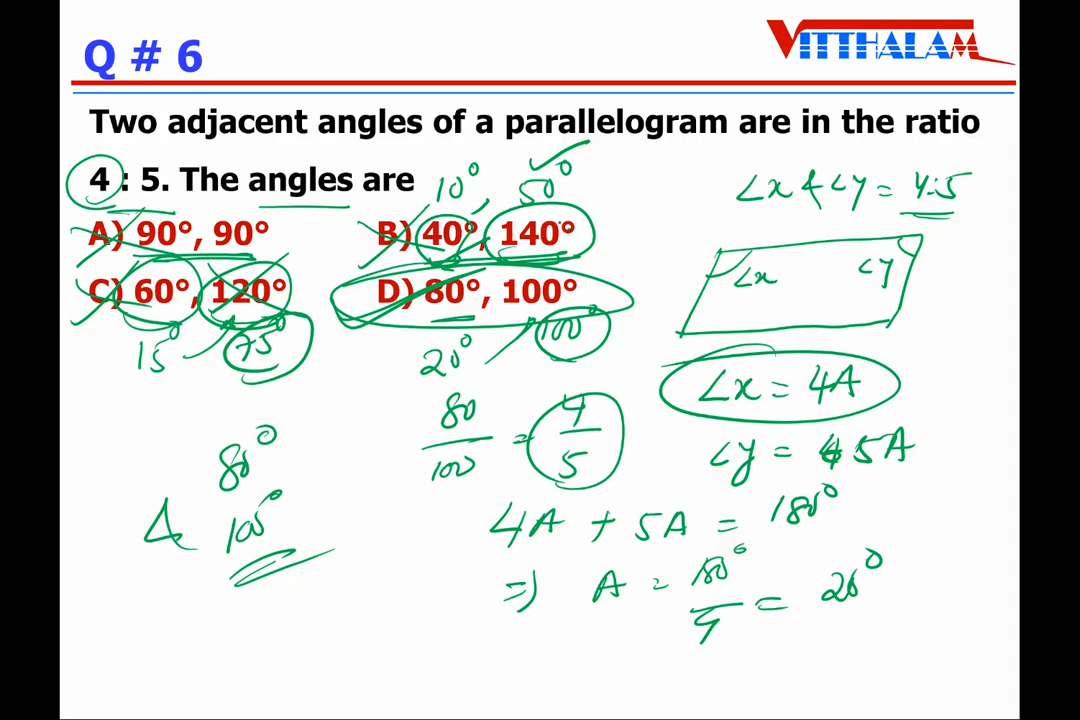 Q # 6
VITTHALAM
Two adjacent angles of a parallelogram are in the ratio
4 : 5. The angles are
10°, 50°
∠x & ∠y = 4:5
A) 90°, 90°
B) 40°, 140°
∠x ∠y
C) 60°, 120°
D) 80°, 100°
15° 75°
20° 100°
∠x = 4A
80/100 = 4/5
∠y = 5A
80°
4A + 5A = 180°
& 100°
⇒ A = 180°/9 = 20°